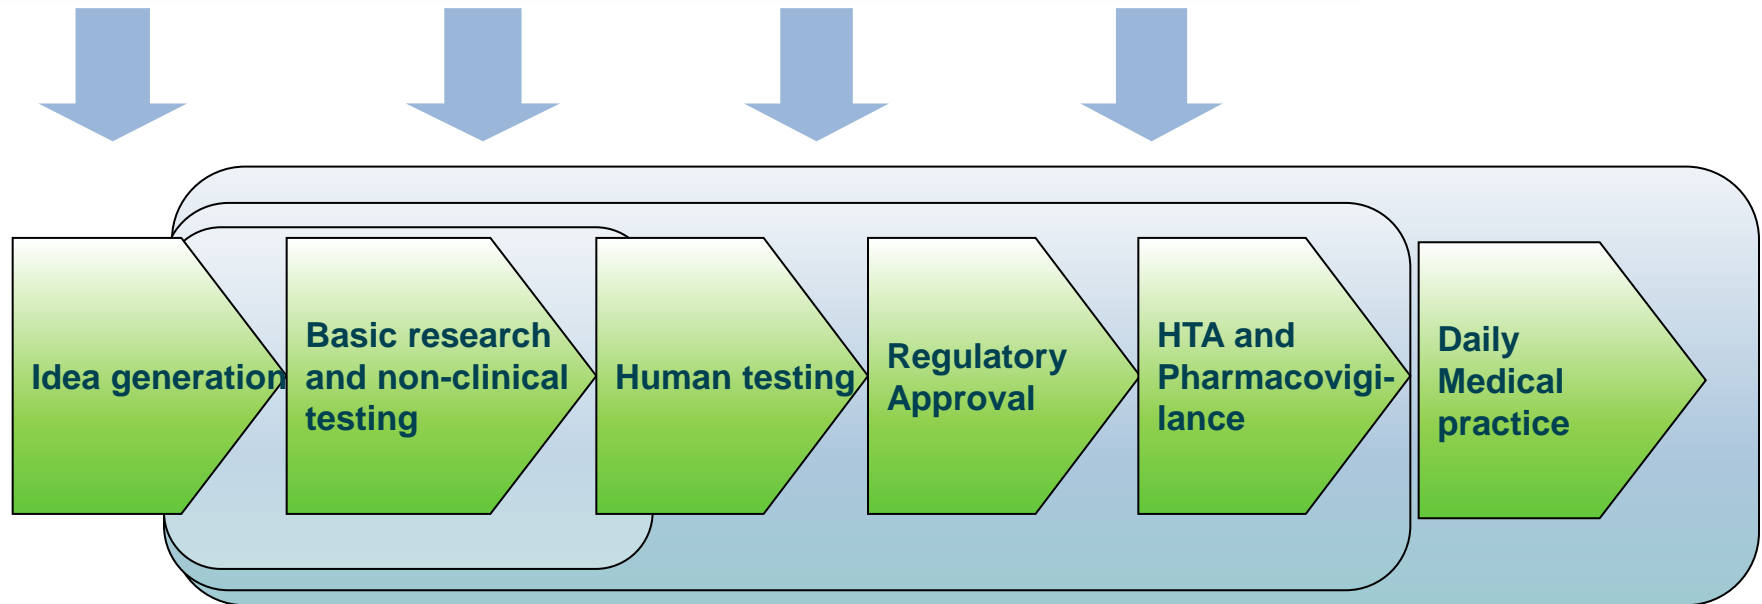 Idea generation
Basic research
and non-clinical
testing
Human testing
Regulatory
Approval
HTA and
Pharmacovigi-
lance
Daily
Medical
practice